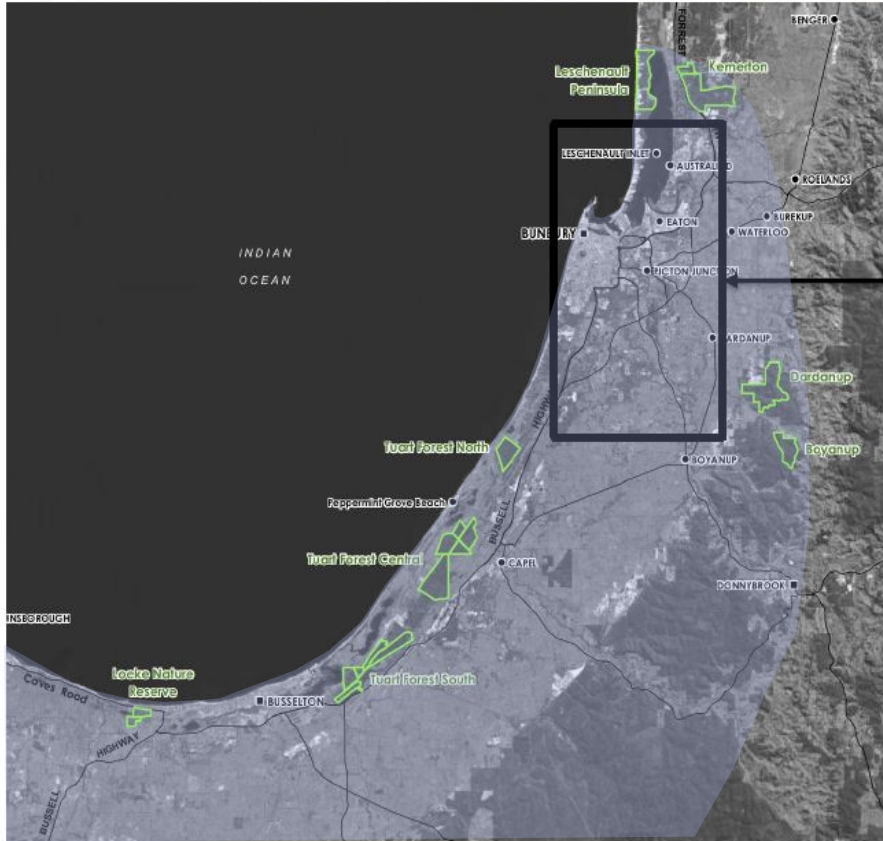 FORREST
BENGER
Leschenault
Peninsula
Kemerton
LESCHENAULT INLET
AUSTRALIND
ROELANDS
BUREKUP
EATON
WATERLOO
BUNBURY
INDIAN
OCEAN
PICTON JUNCTION
DARDANUP
Dardanup
HIGHWAY
Tuart Forest North
Boyanup
BOYANUP
Peppermint Grove Beach
BUSSELL
Tuart Forest Central
CAPEL
DONNYBROOK
UNSBOROUGH
Locke Nature
Reserve
Caves Road
Tuart Forest South
BUSSELTON
HIGHWAY
BUSSELL